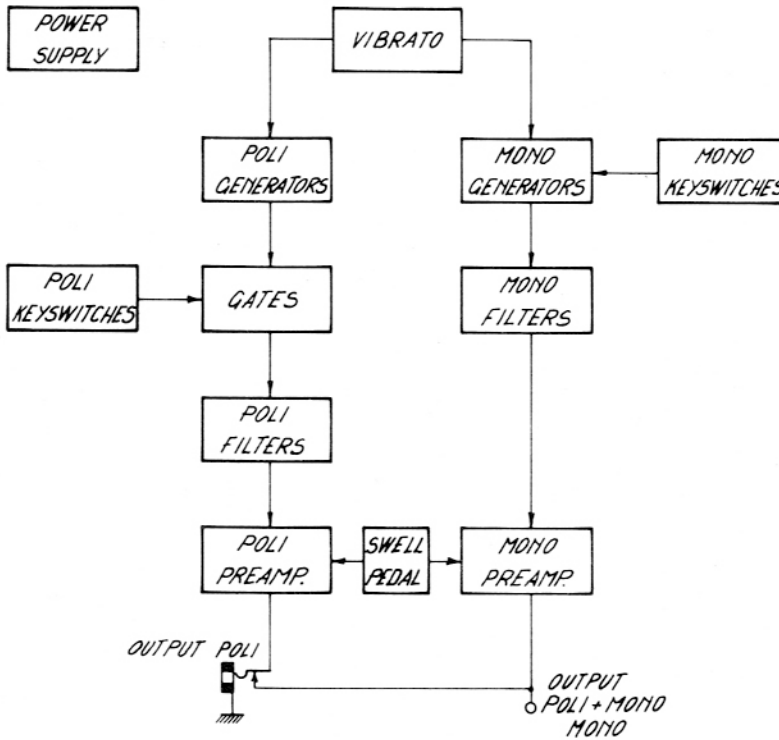 POWER
SUPPLY
VIBRATO
POLI
GENERATORS
MONO
GENERATORS
MONO
KEYSWITCHES
POLI
KEYSWITCHES
GATES
MONO
FILTERS
POLI
FILTERS
POLI
PREAMP.
SWELL
PEDAL
MONO
PREAMP.
OUTPUT POLI
OUTPUT
POLI + MONO
MONO